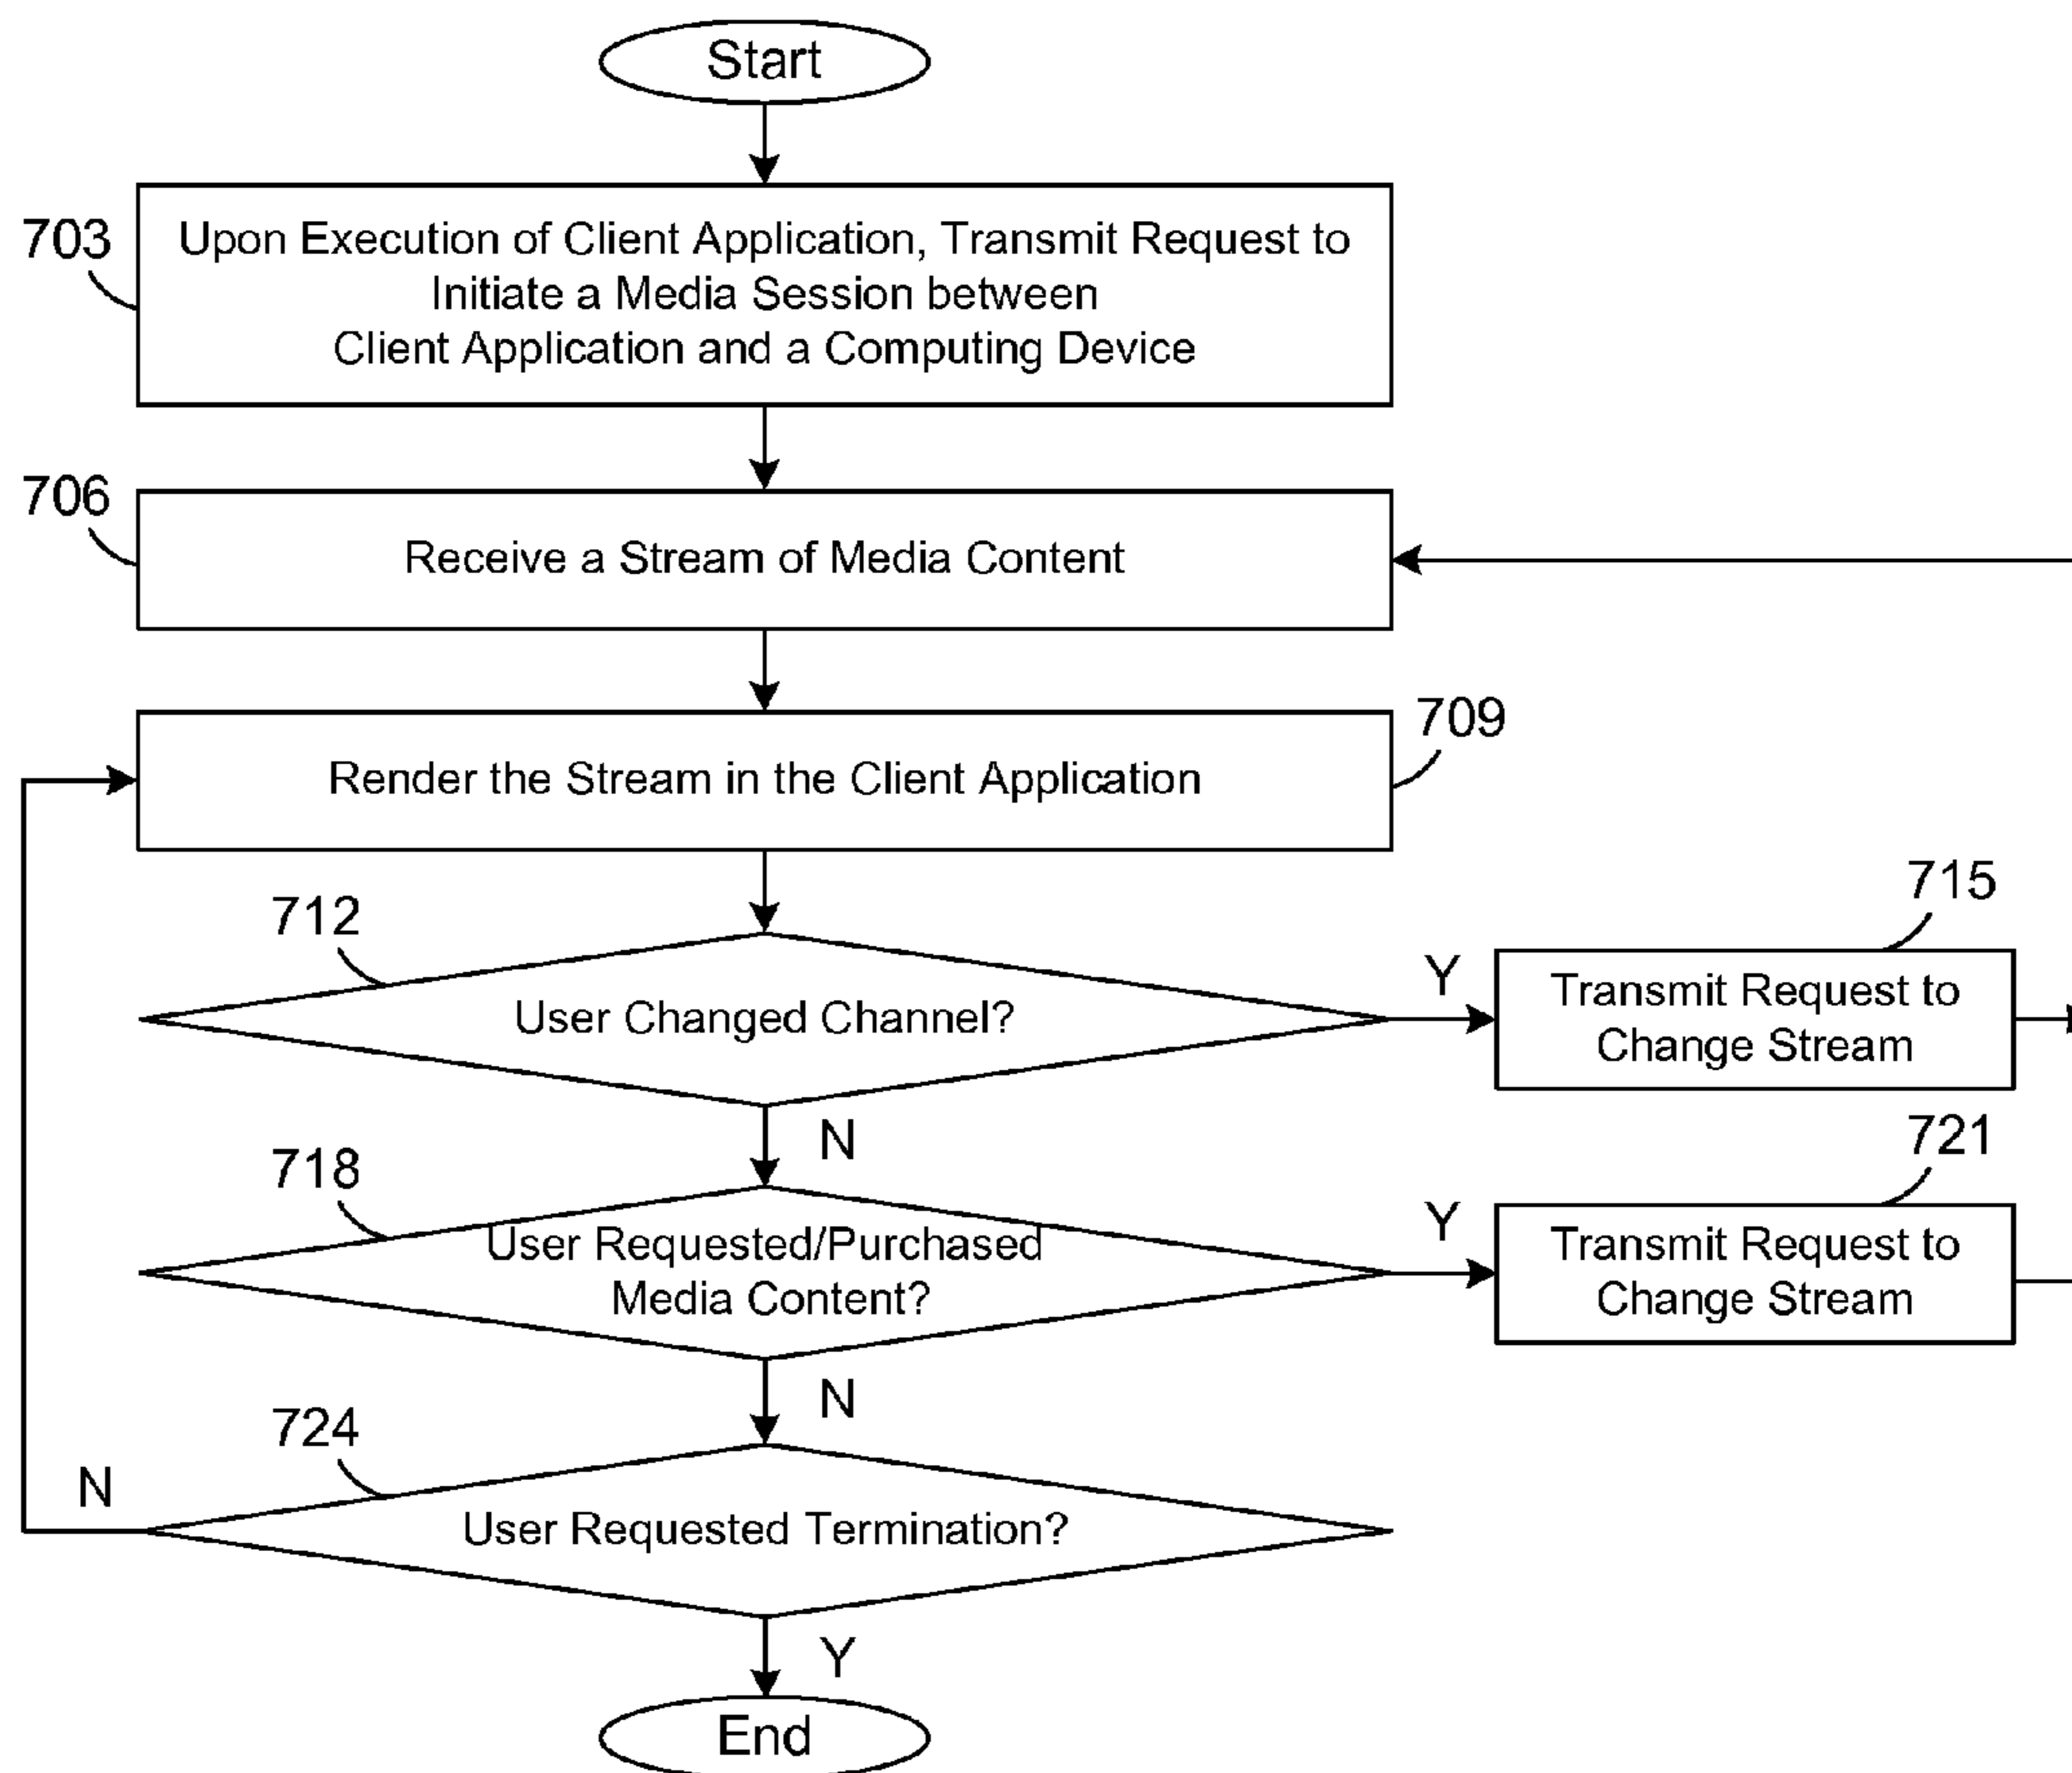 Start
703
Upon Execution of Client Application, Transmit Request to
Initiate a Media Session between
Client Application and a Computing Device
706
Receive a Stream of Media Content
709
Render the Stream in the Client Application
712
User Changed Channel?
Y
715
Transmit Request to
Change Stream
N
718
User Requested/Purchased
Media Content?
Y
721
Transmit Request to
Change Stream
N
724
User Requested Termination?
N
Y
End